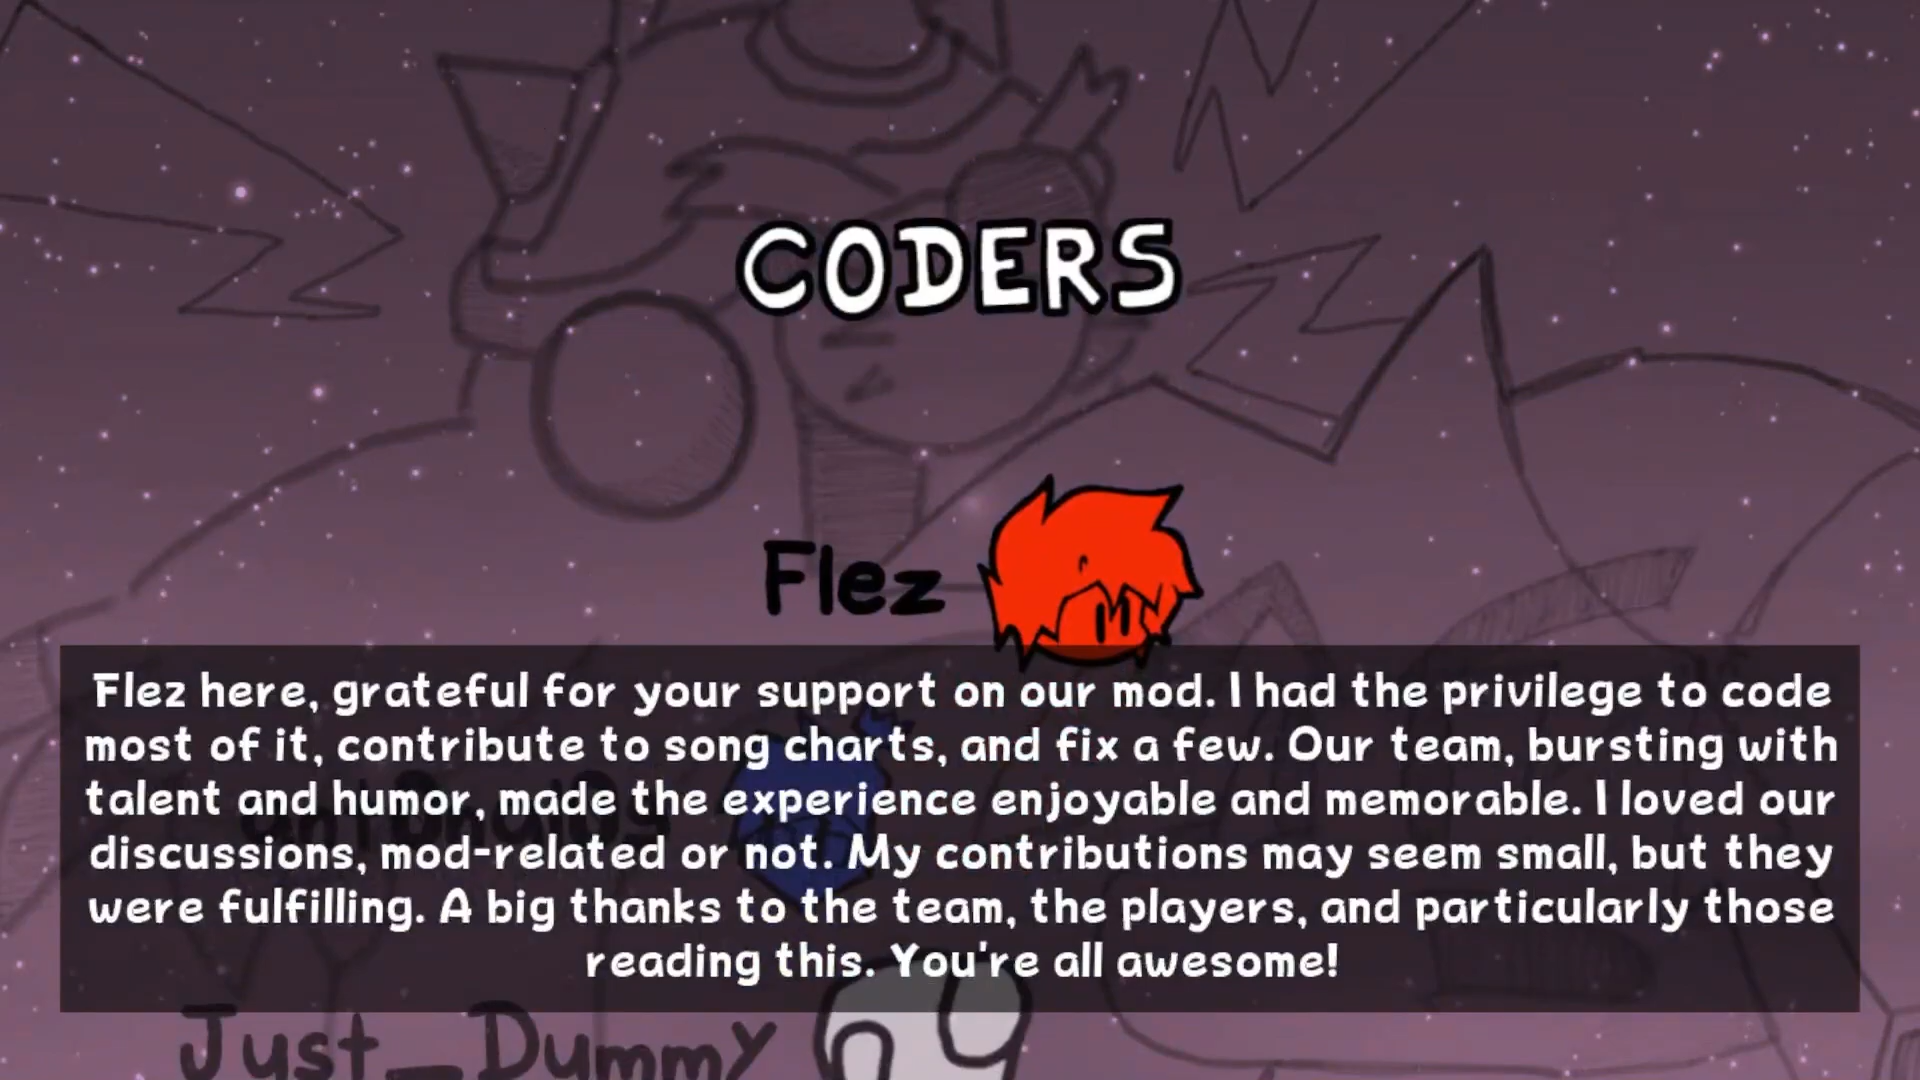 CODERS
Flez
Flez here, grateful for your support on our mod. I had the privilege to code
most of it, contribute to song charts, and fix a few. Our team, bursting with
talent and humor, made the experience enjoyable and memorable. I loved our
discussions, mod-related or not. My contributions may seem small, but they
were fulfilling. A big thanks to the team, the players, and particularly those
reading this. You're all awesome!
Just_Dummy